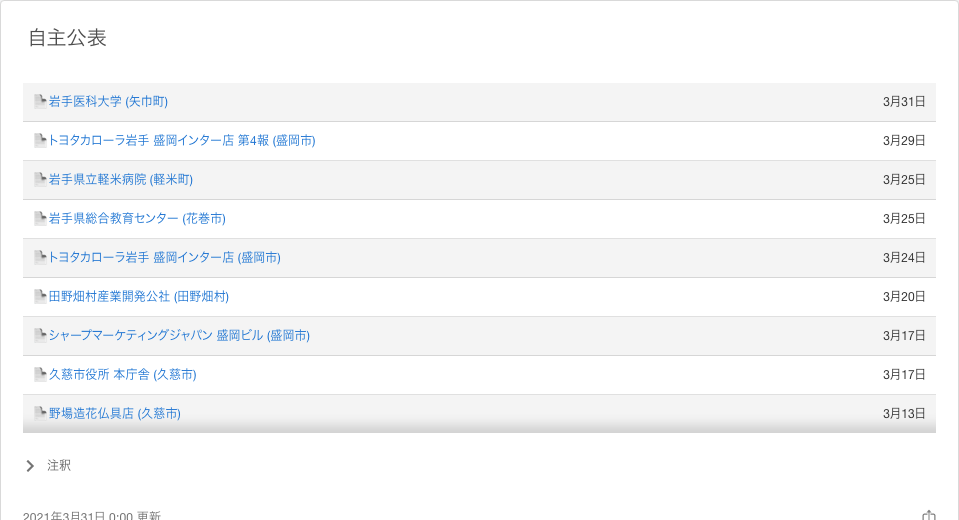 自主公表
岩手医科大学 (矢巾町) 3月31日
トヨタカローラ岩手 盛岡インター店 第4報 (盛岡市) 3月29日
岩手県立軽米病院 (軽米町) 3月25日
岩手県総合教育センター (花巻市) 3月25日
トヨタカローラ岩手 盛岡インター店 (盛岡市) 3月24日
田野畑村産業開発公社 (田野畑村) 3月20日
シャープマーケティングジャパン 盛岡ビル (盛岡市) 3月17日
久慈市役所 本庁舎 (久慈市) 3月17日
野場造花仏具店 (久慈市) 3月13日
注釈
2021年3月31日 0:00 更新